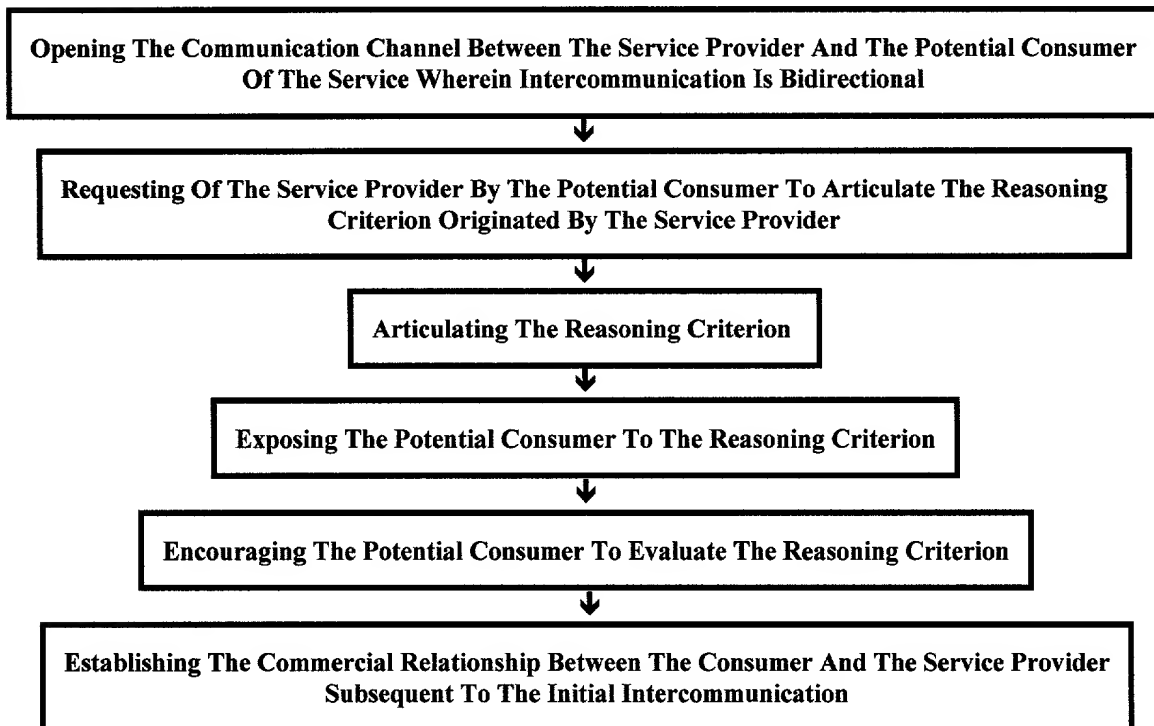 Opening The Communication Channel Between The Service Provider And The Potential Consumer
Of The Service Wherein Intercommunication Is Bidirectional
Requesting Of The Service Provider By The Potential Consumer To Articulate The Reasoning
Criterion Originated By The Service Provider
Articulating The Reasoning Criterion
Exposing The Potential Consumer To The Reasoning Criterion
Encouraging The Potential Consumer To Evaluate The Reasoning Criterion
Establishing The Commercial Relationship Between The Consumer And The Service Provider
Subsequent To The Initial Intercommunication